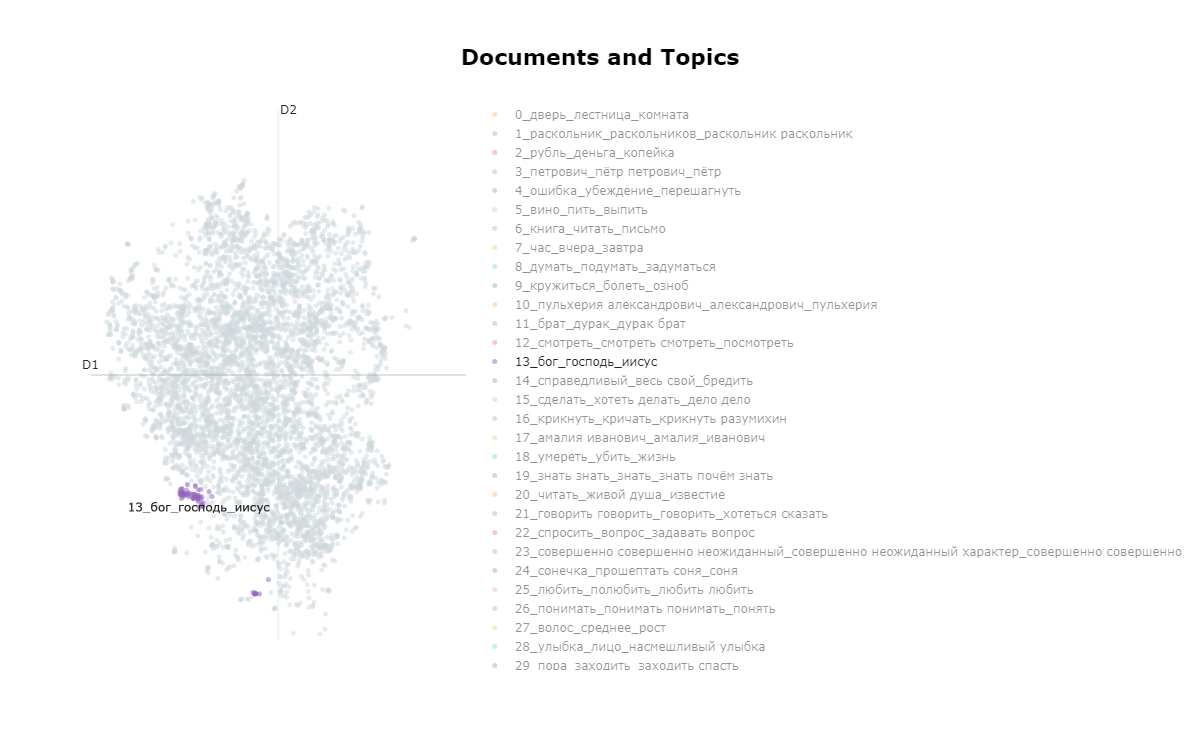 Documents and Topics
D2
D1
13_бог_господь_иисус
0_дверь_лестница_комната
1_раскольник_раскольников_раскольник раскольник
2_рубль_деньга_копейка
3_петрович_пётр петрович_пётр
4_ошибка_убеждение_перешагнуть
5_вино_пить_выпить
6_книга_читать_письмо
7_час_вчера_завтра
8_думать_подумать_задуматься
9_кружиться_болеть_озноб
10_пульхерия александрович_александрович_пульхерия
11_брат_дурак_дурак брат
12_смотреть_смотреть смотреть_посмотреть
13_бог_господь_иисус
14_справедливый_весь свой_бредить
15_сделать_хотеть делать_дело дело
16_крикнуть_кричать_крикнуть разумихин
17_амалия иванович_амалия_иванович
18_умереть_убить_жизнь
19_знать знать_знать_знать почём знать
20_читать_живой душа_известие
21_говорить говорить_говорить_хотеться сказать
22_спросить_вопрос_задавать вопрос
23_совершенно совершенно неожиданный_совершенно неожиданный характер_совершенно совершенно
24_сонечка_прошептать соня_соня
25_любить_полюбить_любить любить
26_понимать_понимать понимать_понять
27_волос_среднее_рост
28_улыбка_лицо_насмешливый улыбка
29_пора_заходить_заходить спасть